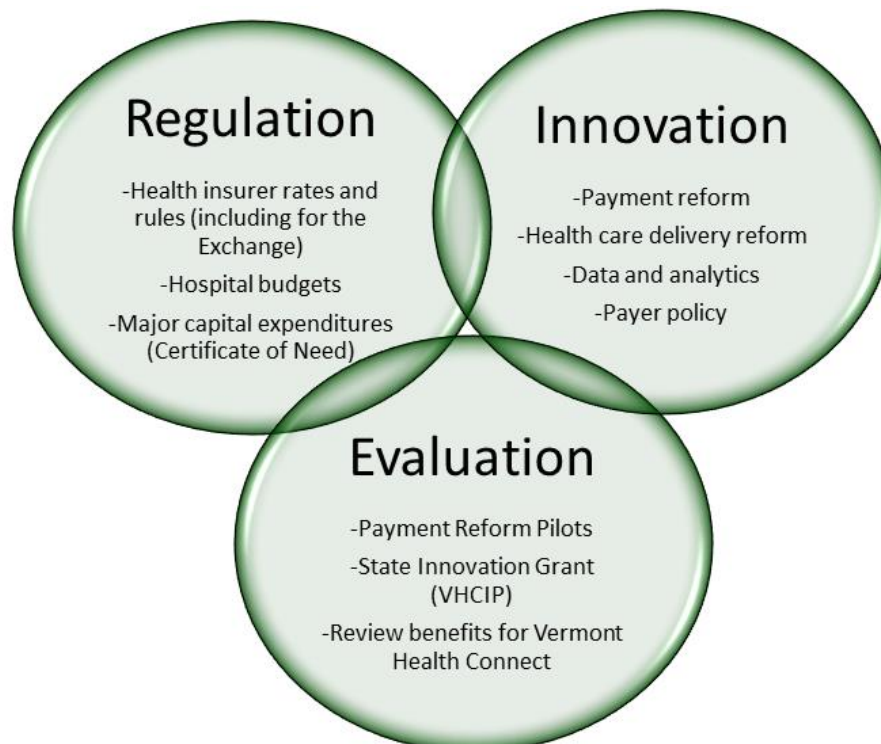 Regulation
-Health insurer rates and
rules (including for the
Exchange)
-Hospital budgets
-Major capital expenditures
(Certificate of Need)
Innovation
-Payment reform
-Health care delivery reform
-Data and analytics
-Payer policy
Evaluation
-Payment Reform Pilots
-State Innovation Grant
(VHCIP)
-Review benefits for Vermont
Health Connect